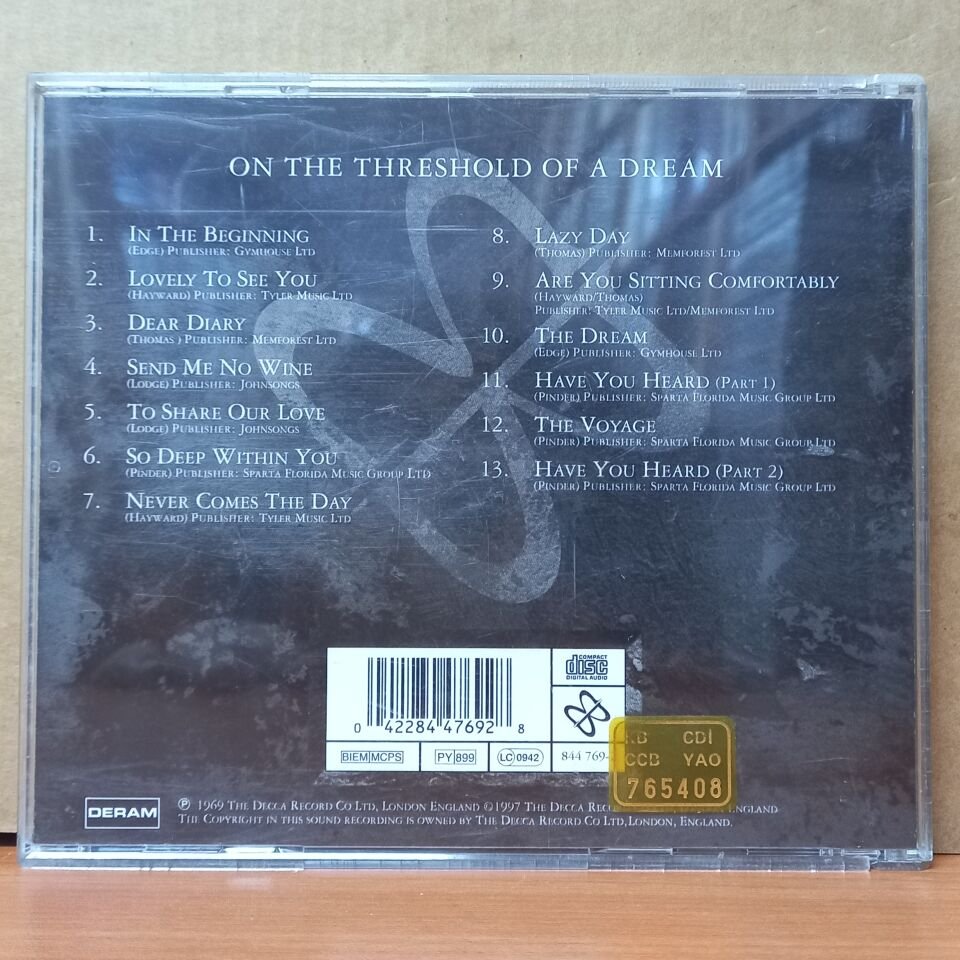 ON THE THRESHOLD OF A DREAM
1. IN THE BEGINNING
(EDGE) PUBLISHER: GYMHOUSE LTD
2. LOVELY TO SEE YOU
(HAYWARD) PUBLISHER: TYLER MUSIC LTD
3. DEAR DIARY
(THOMAS ) PUBLISHER: MEMFOREST LTD
4. SEND ME NO WINE
(LODGE) PUBLISHER: JOHNSONGS
5. TO SHARE OUR LOVE
(LODGE) PUBLISHER: JOHNSONGS
6. SO DEEP WITHIN YOU
(PINDER) PUBLISHER: SPARTA FLORIDA MUSIC GROUP LTD
7. NEVER COMES THE DAY
(HAYWARD) PUBLISHER: TYLER MUSIC LTD
8. LAZY DAY
(THOMAS) PUBLISHER: MEMFOREST LTD
9. ARE YOU SITTING COMFORTABLY
(HAYWARD/THOMAS)
PUBLISHER: TYLER MUSIC LTD/MEMFOREST LTD
10. THE DREAM
(EDGE) PUBLISHER: GYMHOUSE LTD
11. HAVE YOU HEARD (PART 1)
(PINDER) PUBLISHER: SPARTA FLORIDA MUSIC GROUP LTD
12. THE VOYAGE
(PINDER) PUBLISHER: SPARTA FLORIDA MUSIC GROUP LTD
13. HAVE YOU HEARD (PART 2)
(PINDER) PUBLISHER: SPARTA FLORIDA MUSIC GROUP LTD
COMPACT
disc
DIGITAL AUDIO
0 42284 47692 8
BIEM MCPS
PY 899
LC 0942
844 769-
KB CDI
CCB YAO
765408
DERAM
℗ 1969 THE DECCA RECORD CO LTD, LONDON ENGLAND ©1997 THE DECCA ENGLAND
THE COPYRIGHT IN THIS SOUND RECORDING IS OWNED BY THE DECCA RECORD CO LTD, LONDON, ENGLAND.